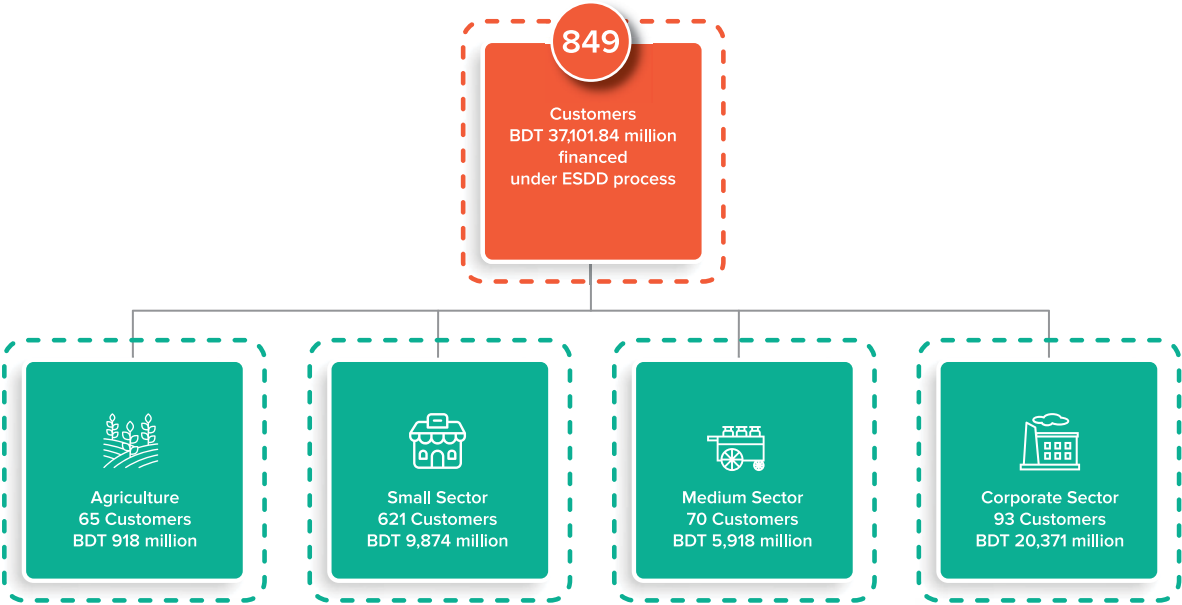 849
Customers
BDT 37,101.84 million
financed
under ESDD process
Agriculture
65 Customers
BDT 918 million
Small Sector
621 Customers
BDT 9,874 million
Medium Sector
70 Customers
BDT 5,918 million
Corporate Sector
93 Customers
BDT 20,371 million